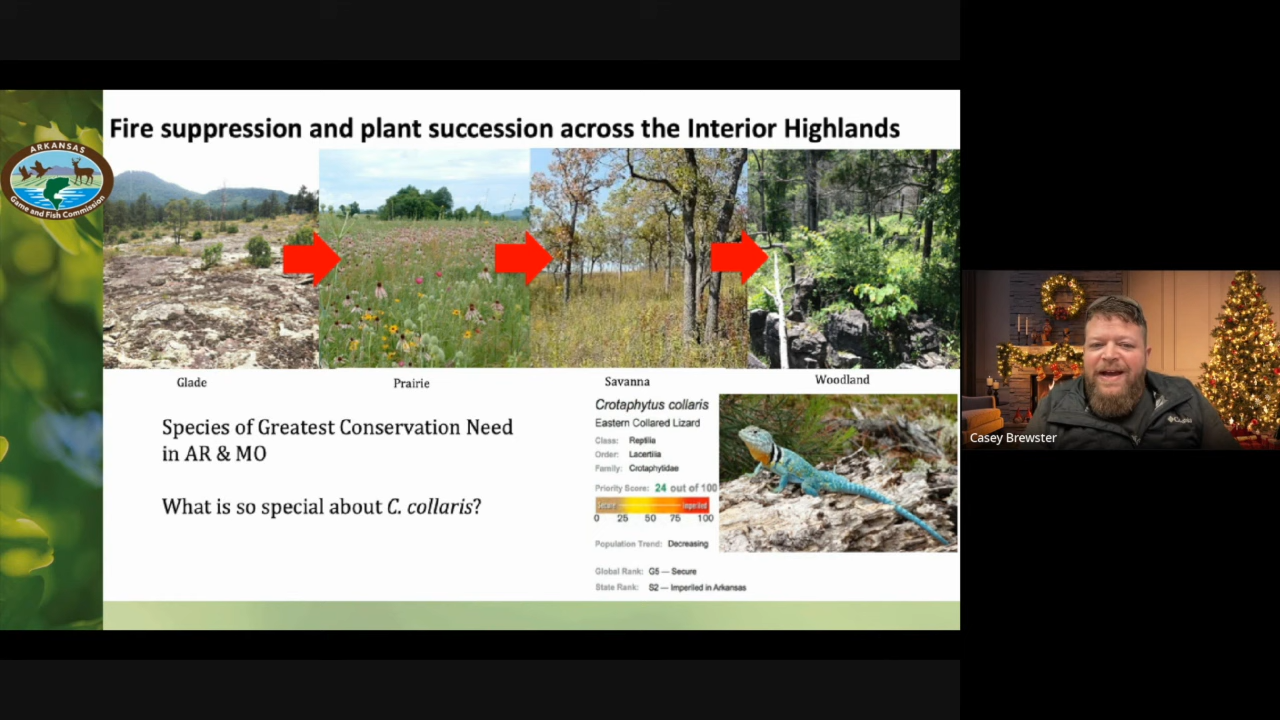 Fire suppression and plant succession across the Interior Highlands
ARKANSAS
Game and Fish Commission
Glade
Prairie
Savanna
Woodland
Species of Greatest Conservation Need
in AR & MO
What is so special about C. collaris?
Crotaphytus collaris
Eastern Collared Lizard
Class: Reptilia
Order: Lacertilia
Family: Crotaphytidae
Priority Score: 24 out of 100
Secure Imperiled
0 25 50 75 100
Population Trend: Decreasing
Global Rank: G5 — Secure
State Rank: S2 — Imperiled in Arkansas
Columbia
Casey Brewster